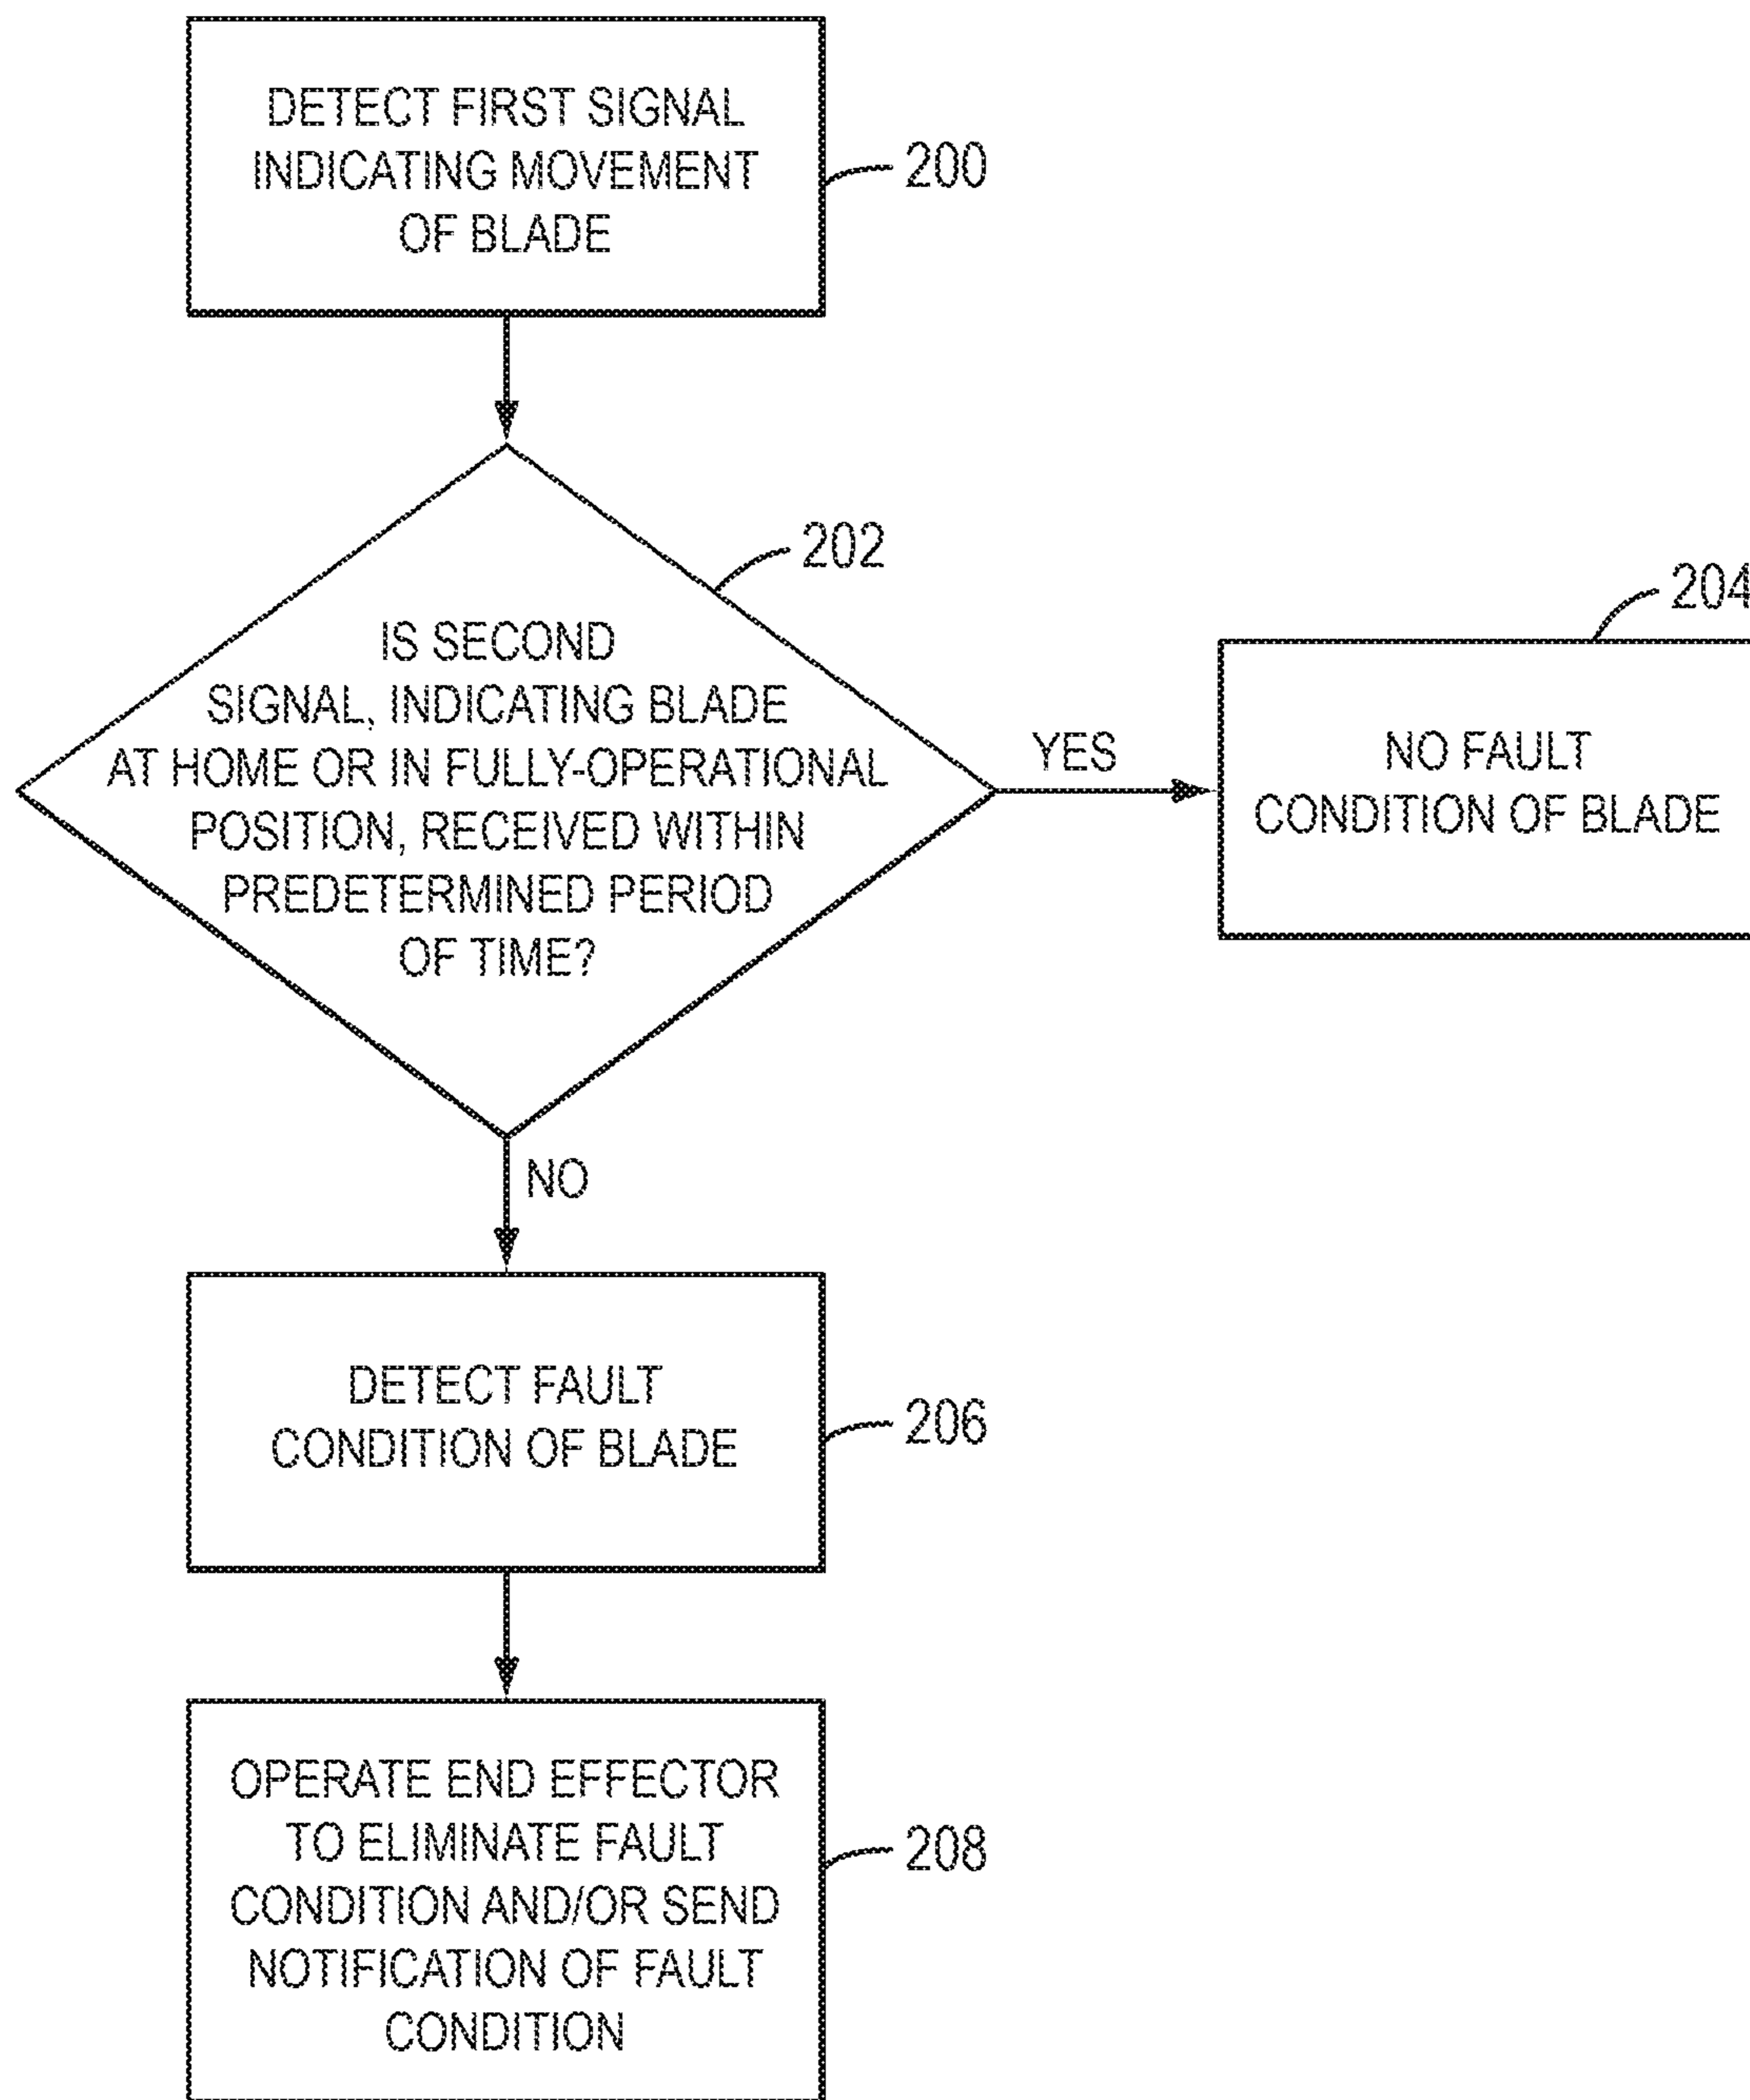 DETECT FIRST SIGNAL
INDICATING MOVEMENT
OF BLADE
200
202
IS SECOND
SIGNAL, INDICATING BLADE
AT HOME OR IN FULLY-OPERATIONAL
POSITION, RECEIVED WITHIN
PREDETERMINED PERIOD
OF TIME?
YES
204
NO FAULT
CONDITION OF BLADE
NO
DETECT FAULT
CONDITION OF BLADE
206
OPERATE END EFFECTOR
TO ELIMINATE FAULT
CONDITION AND/OR SEND
NOTIFICATION OF FAULT
CONDITION
208